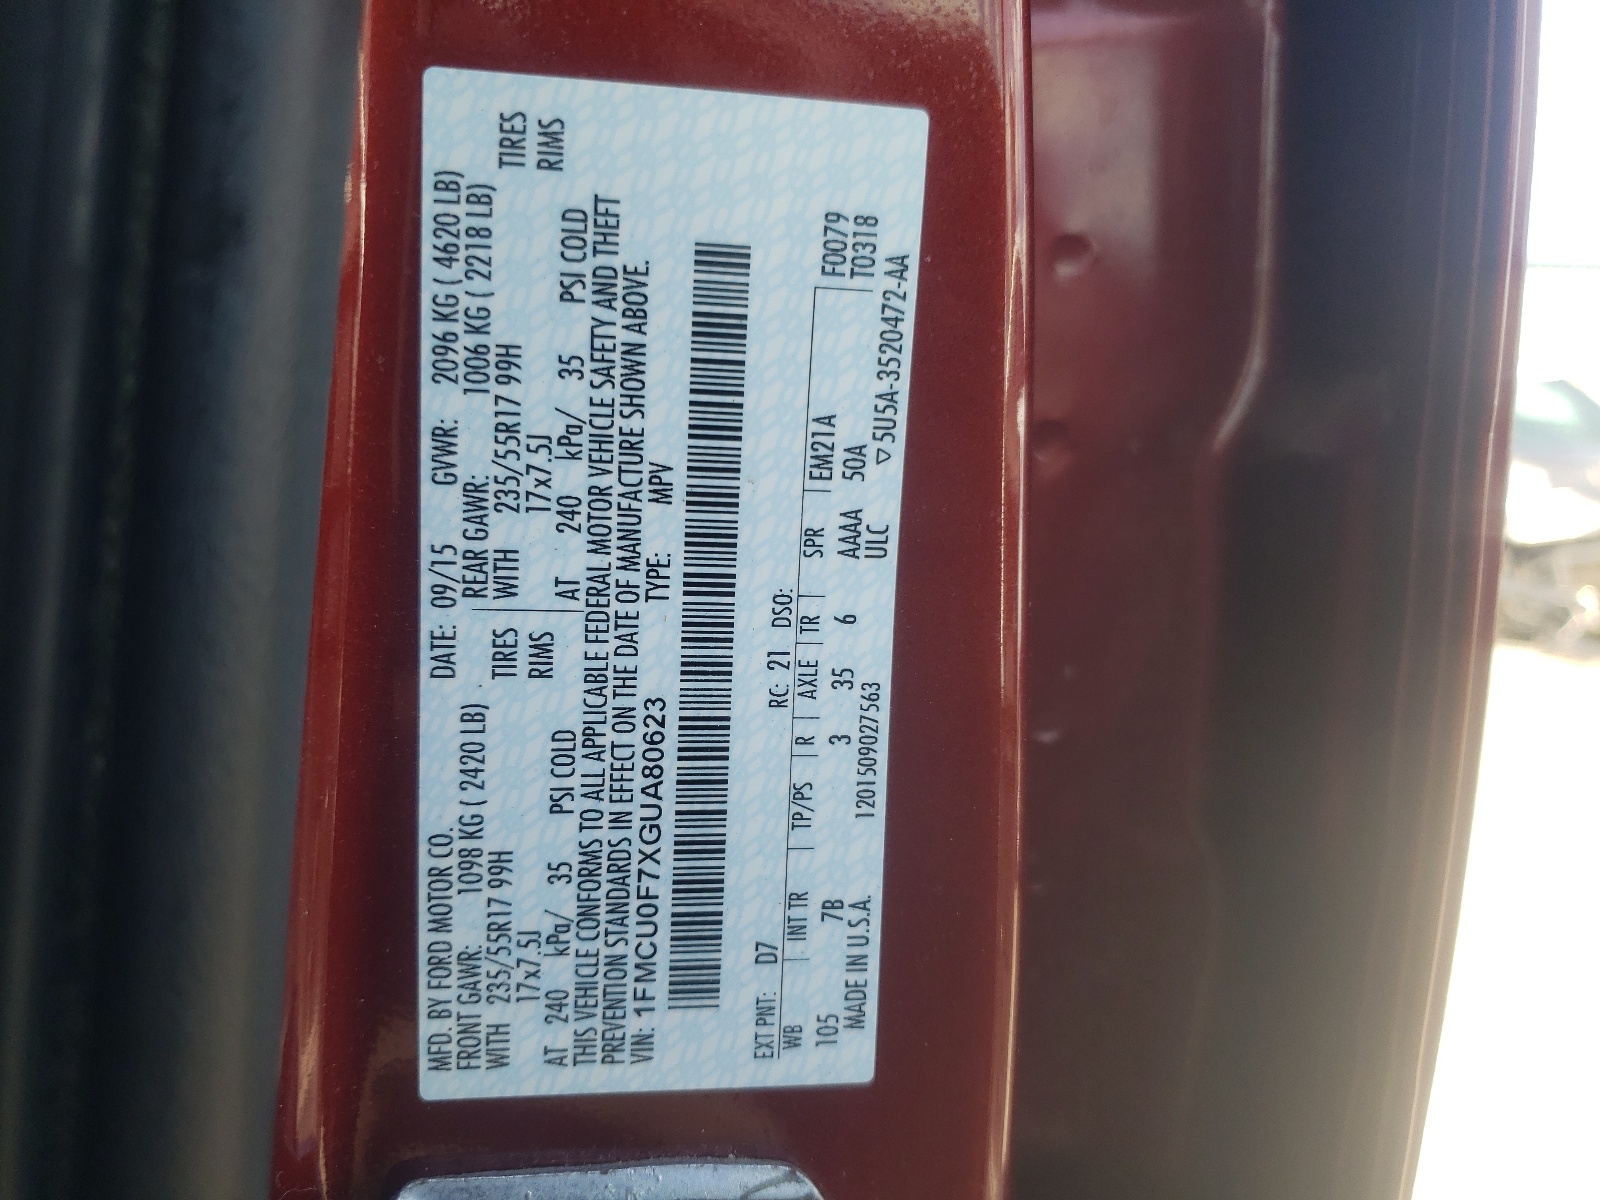 MFD. BY FORD MOTOR CO. DATE: 09/15 GVWR: 2096 KG ( 4620 LB)
FRONT GAWR: 1098 KG ( 2420 LB) REAR GAWR: 1006 KG ( 2218 LB)
WITH 235/55R17 99H TIRES WITH 235/55R17 99H TIRES
17x7.5J RIMS 17x7.5J RIMS
AT 240 kPa/ 35 PSI COLD AT 240 kPa/ 35 PSI COLD
THIS VEHICLE CONFORMS TO ALL APPLICABLE FEDERAL MOTOR VEHICLE SAFETY AND THEFT
PREVENTION STANDARDS IN EFFECT ON THE DATE OF MANUFACTURE SHOWN ABOVE.
VIN: 1FMCU0F7XGUA80623 TYPE: MPV
EXT PNT: D7 RC: 21 DSO:
WB INT TR TP/PS R AXLE TR SPR EM21A F0079
105 7B 3 35 6 AAAA 50A T0318
MADE IN U.S.A. 1201509027563 ULC ▽5U5A-3520472-AA